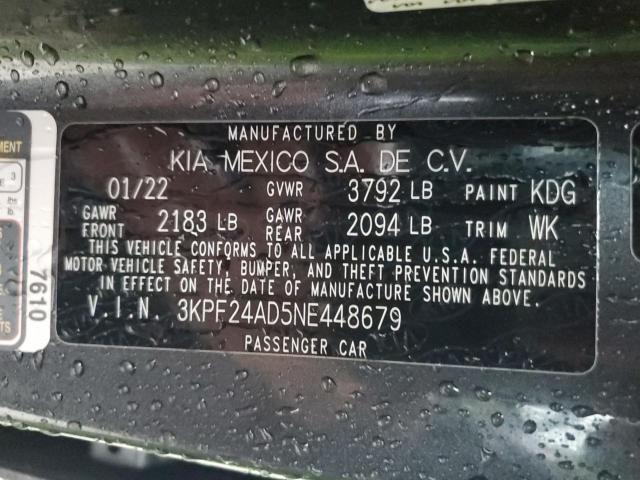 MANUFACTURED BY
KIA MEXICO S.A. DE C.V.
01/22 GVWR 3792 LB PAINT KDG
GAWR FRONT 2183 LB GAWR REAR 2094 LB TRIM WK
THIS VEHICLE CONFORMS TO ALL APPLICABLE U.S.A. FEDERAL
MOTOR VEHICLE SAFETY, BUMPER, AND THEFT PREVENTION STANDARDS
IN EFFECT ON THE DATE OF MANUFACTURE SHOWN ABOVE.
V.I.N. 3KPF24AD5NE448679
PASSENGER CAR
7610
MENT
3